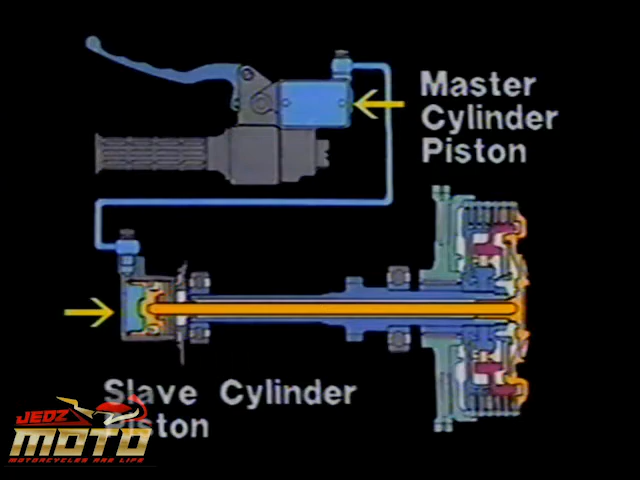 Master
Cylinder
Piston
Slave Cylinder
Piston
JEDZ
MOTO
MOTORCYCLES ARE LIFE